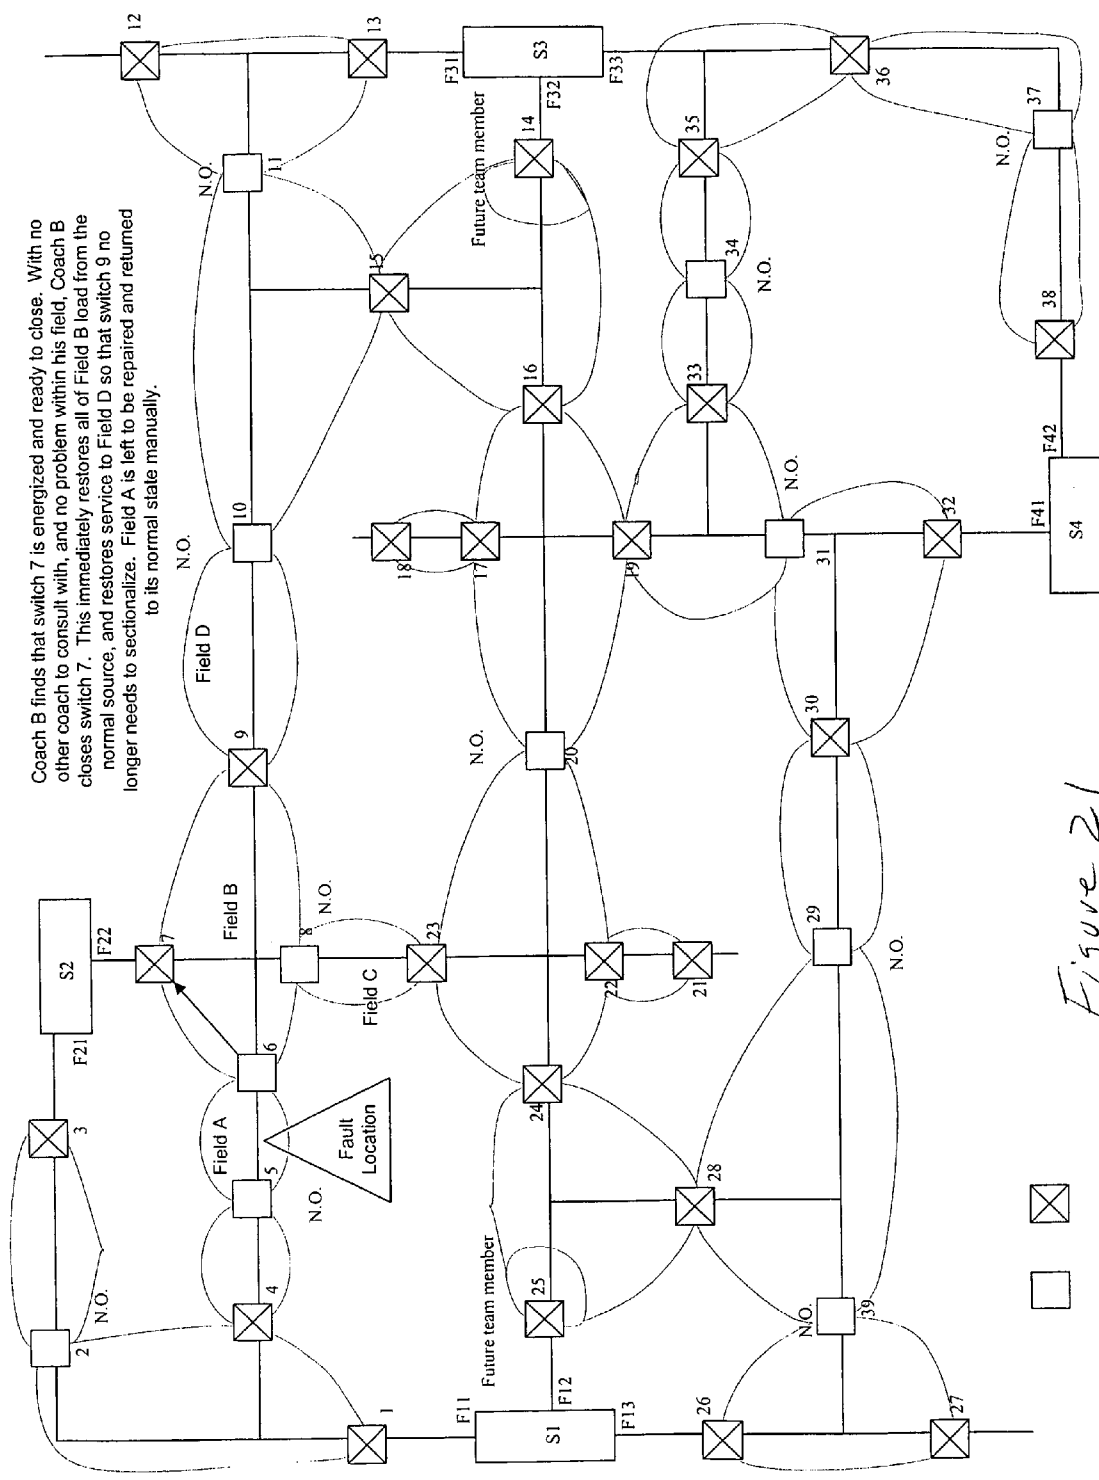 Coach B finds that switch 7 is energized and ready to close. With no
other coach to consult with, and no problem within his field, Coach B
closes switch 7. This immediately restores all of Field B load from the
normal source, and restores service to Field D so that switch 9 no
longer needs to sectionalize. Field A is left to be repaired and returned
to its normal state manually.
S2
F21
F22
2
N.O.
3
7
12
N.O.
11
13
1
4
5
N.O.
Field A
6
Fault
Location
Field B
8
N.O.
Field C
9
Field D
N.O.
10
15
F31
S3
F32
F33
Future team member
14
F11
S1
F12
F13
Future team member
25
24
23
22
21
N.O.
20
18
17
16
19
33
34
N.O.
35
36
26
27
N.O.
39
28
29
N.O.
30
31
N.O.
32
F41
S4
F42
38
N.O.
37
Figure 21